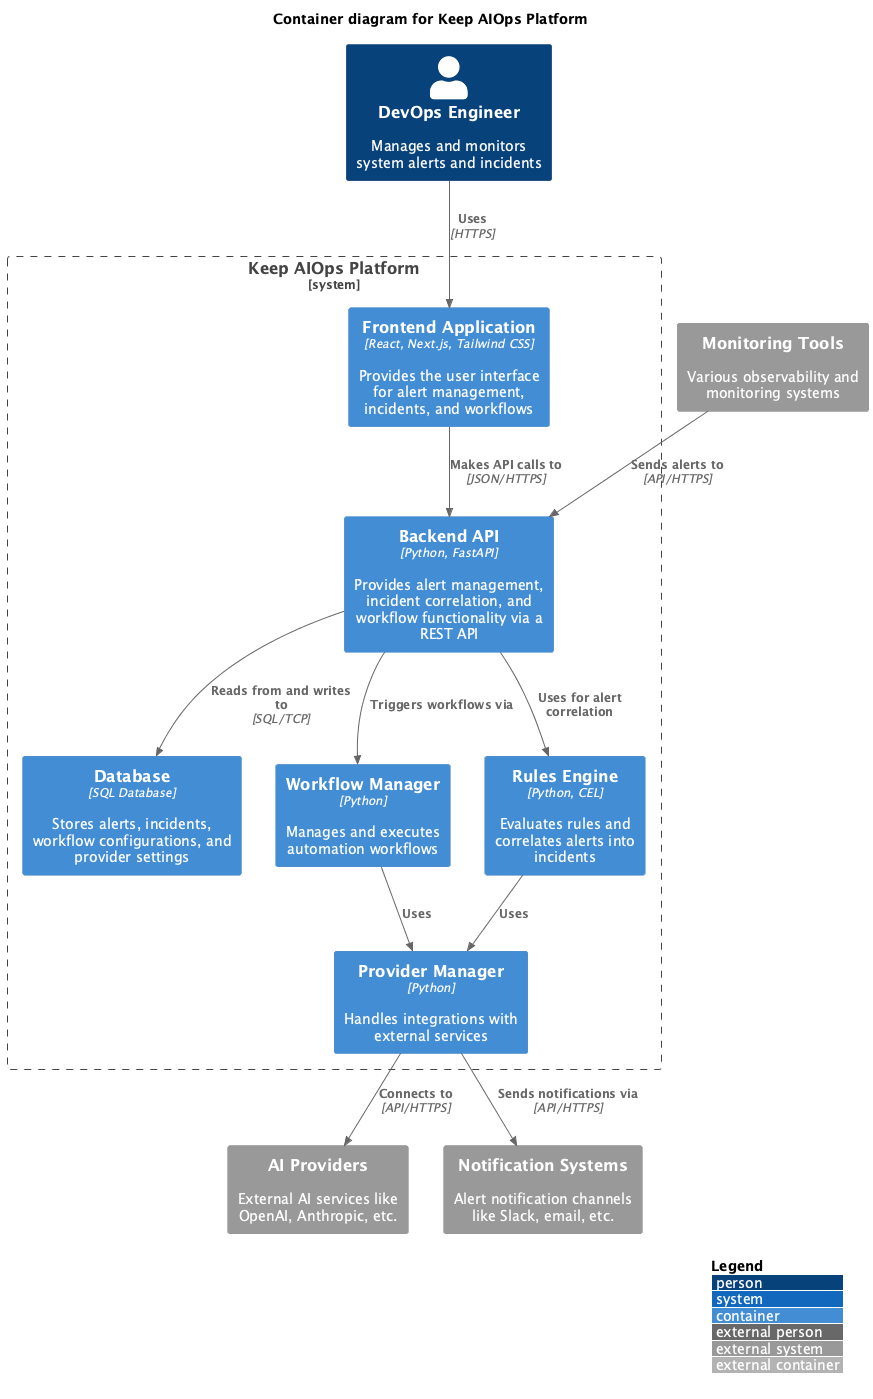 Container diagram for Keep AIOps Platform
DevOps Engineer
Manages and monitors
system alerts and incidents
Uses
[HTTPS]
Keep AIOps Platform
[system]
Frontend Application
[React, Next.js, Tailwind CSS]
Provides the user interface
for alert management,
incidents, and workflows
Monitoring Tools
Various observability and
monitoring systems
Makes API calls to
[JSON/HTTPS]
Sends alerts to
[API/HTTPS]
Backend API
[Python, FastAPI]
Provides alert management,
incident correlation, and
workflow functionality via a
REST API
Reads from and writes
to
[SQL/TCP]
Triggers workflows via
Uses for alert
correlation
Database
[SQL Database]
Stores alerts, incidents,
workflow configurations, and
provider settings
Workflow Manager
[Python]
Manages and executes
automation workflows
Rules Engine
[Python, CEL]
Evaluates rules and
correlates alerts into
incidents
Uses
Uses
Provider Manager
[Python]
Handles integrations with
external services
Connects to
[API/HTTPS]
Sends notifications via
[API/HTTPS]
AI Providers
External AI services like
OpenAI, Anthropic, etc.
Notification Systems
Alert notification channels
like Slack, email, etc.
Legend
person
system
container
external person
external system
external container